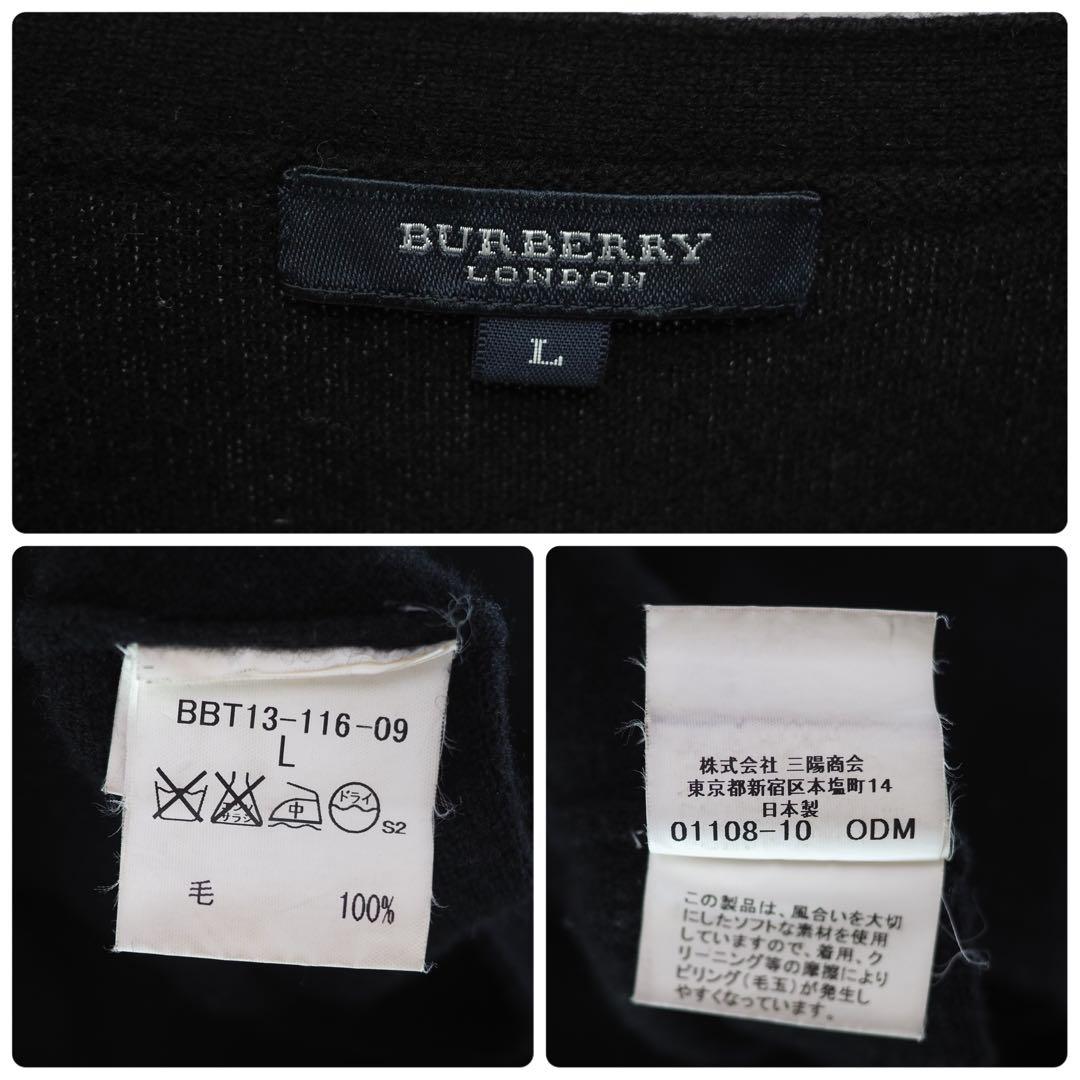 BURBERRY
LONDON
L
BBT13-116-09
L
中 ドライ
サラシ S2
毛 100%
株式会社 三陽商会
東京都新宿区本塩町14
日本製
01108-10 ODM
この製品は、風合いを大切
にしたソフトな素材を使用
していますので、着用、ク
リーニング等の摩擦により
ピリング(毛玉)が発生し
やすくなっています。